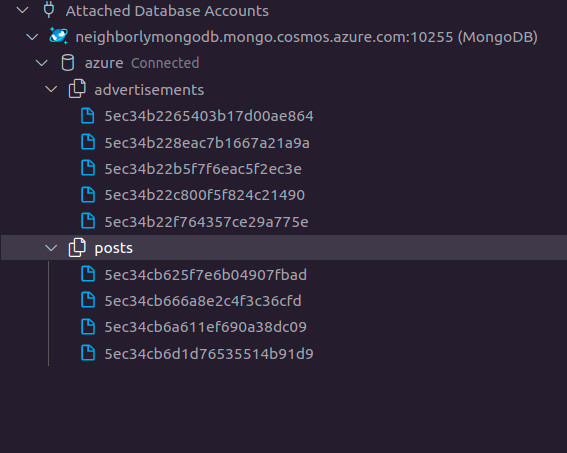 Attached Database Accounts
neighborlymongodb.mongo.cosmos.azure.com:10255 (MongoDB)
azure Connected
advertisements
5ec34b2265403b17d00ae864
5ec34b228eac7b1667a21a9a
5ec34b22b5f7f6eac5f2ec3e
5ec34b22c800f5f824c21490
5ec34b22f764357ce29a775e
posts
5ec34cb625f7e6b04907fbad
5ec34cb666a8e2c4f3c36cfd
5ec34cb6a611ef690a38dc09
5ec34cb6d1d76535514b91d9